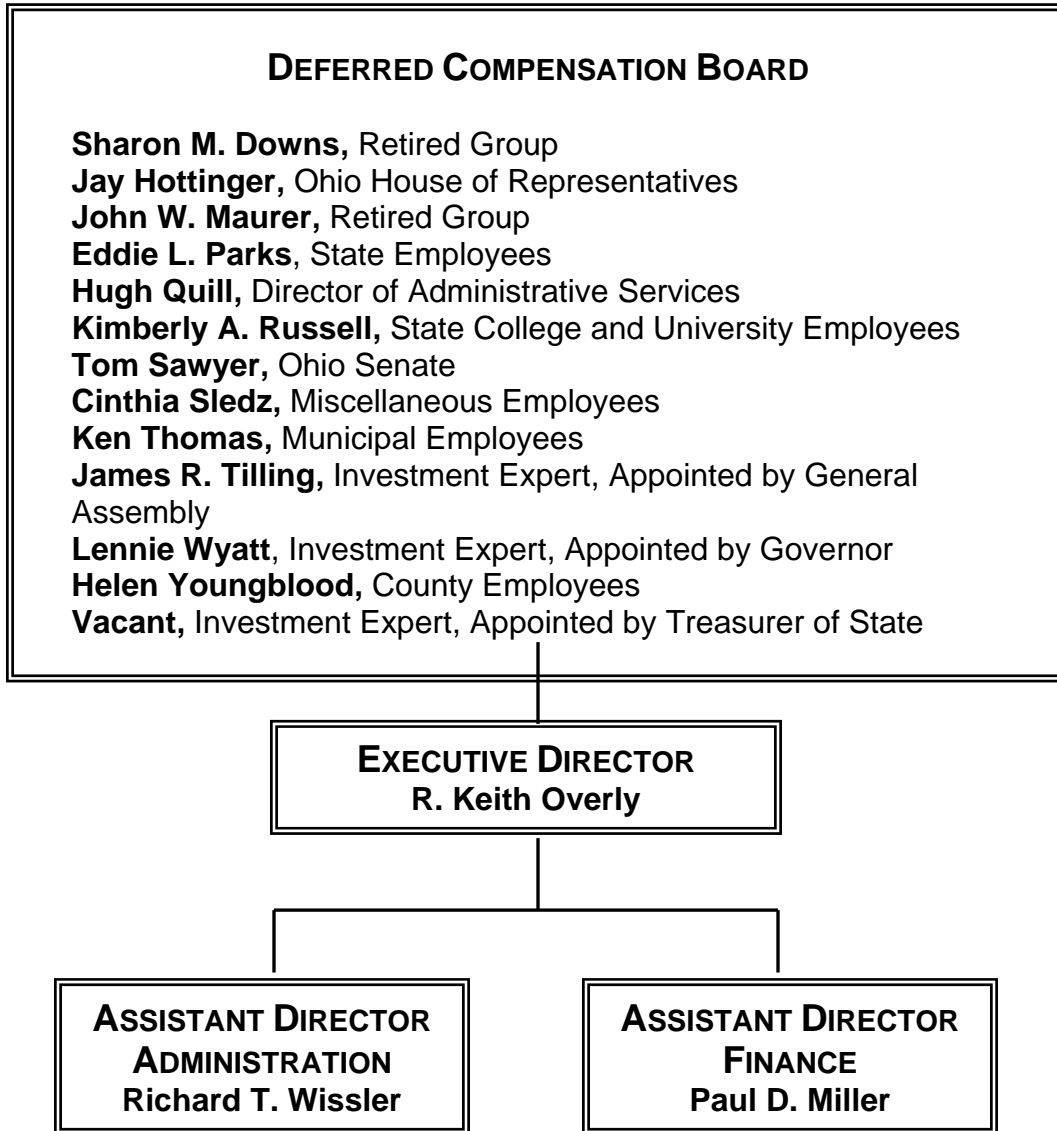 DEFERRED COMPENSATION BOARD
Sharon M. Downs, Retired Group
Jay Hottinger, Ohio House of Representatives
John W. Maurer, Retired Group
Eddie L. Parks, State Employees
Hugh Quill, Director of Administrative Services
Kimberly A. Russell, State College and University Employees
Tom Sawyer, Ohio Senate
Cinthia Sledz, Miscellaneous Employees
Ken Thomas, Municipal Employees
James R. Tilling, Investment Expert, Appointed by General
Assembly
Lennie Wyatt, Investment Expert, Appointed by Governor
Helen Youngblood, County Employees
Vacant, Investment Expert, Appointed by Treasurer of State
EXECUTIVE DIRECTOR
R. Keith Overly
ASSISTANT DIRECTOR
ADMINISTRATION
Richard T. Wissler
ASSISTANT DIRECTOR
FINANCE
Paul D. Miller